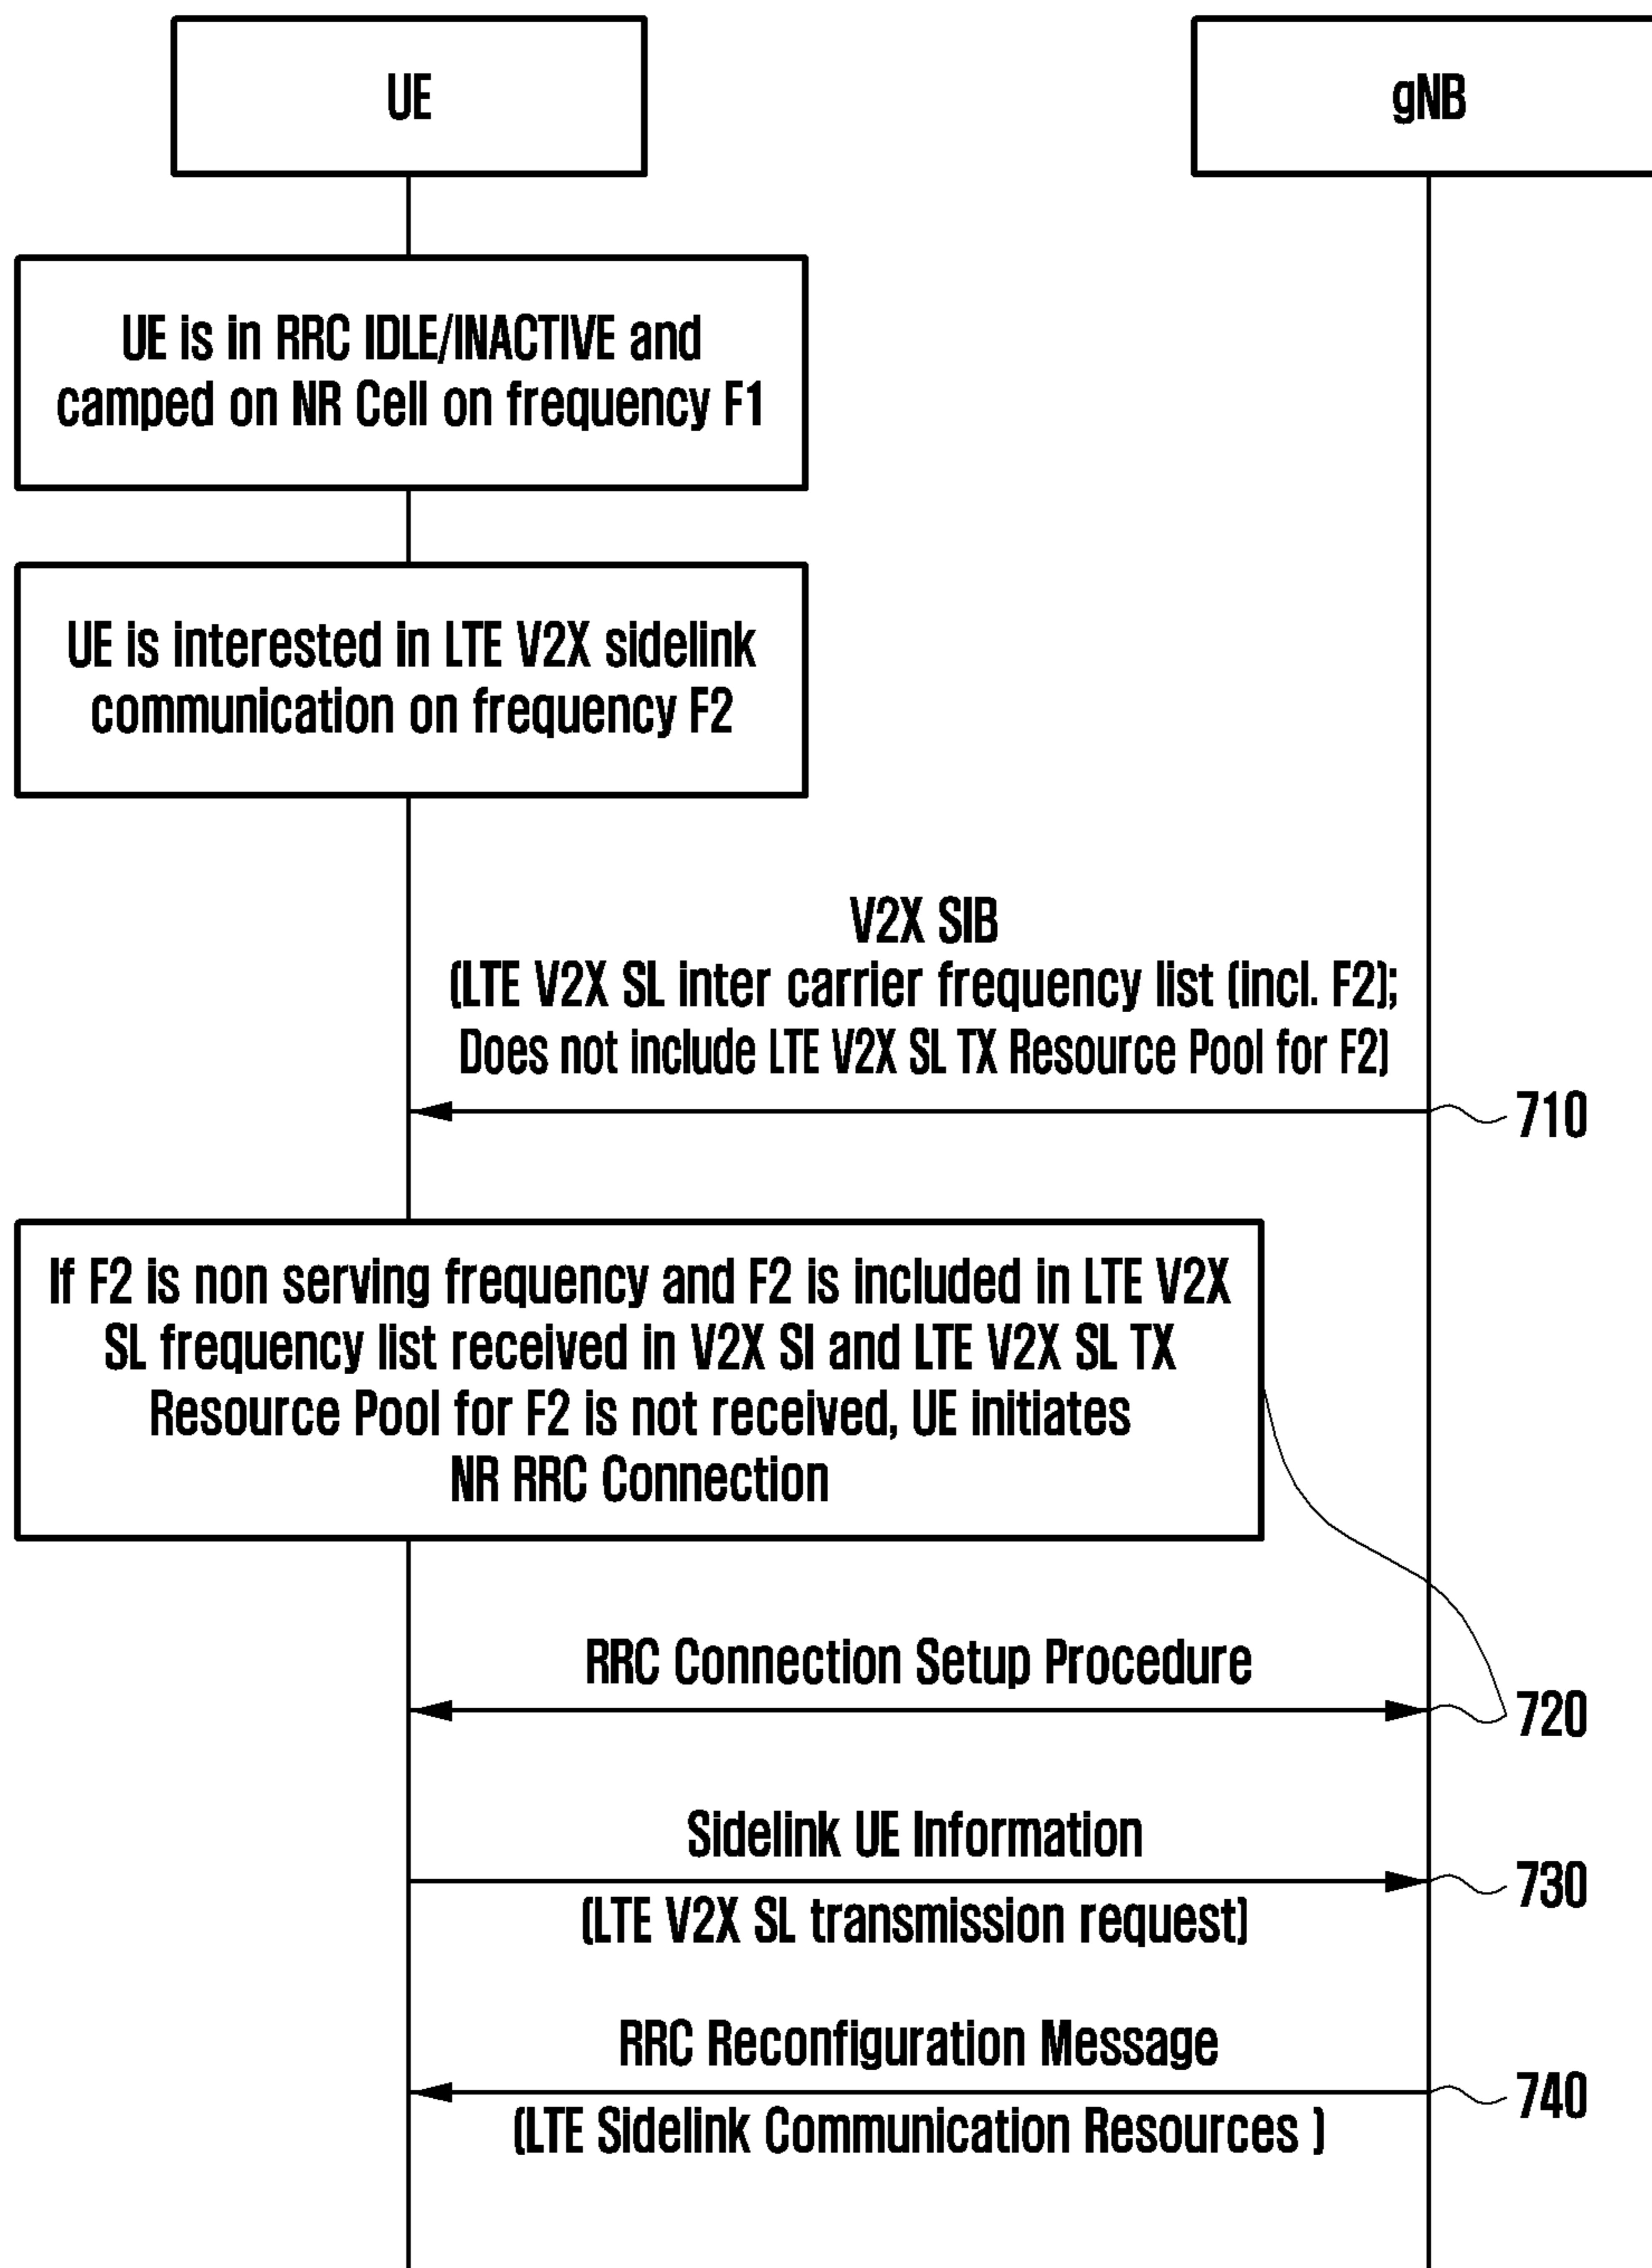 UE
gNB
UE is in RRC IDLE/INACTIVE and
camped on NR Cell on frequency F1
UE is interested in LTE V2X sidelink
communication on frequency F2
V2X SIB
(LTE V2X SL inter carrier frequency list (incl. F2);
Does not include LTE V2X SL TX Resource Pool for F2)
710
If F2 is non serving frequency and F2 is included in LTE V2X
SL frequency list received in V2X SI and LTE V2X SL TX
Resource Pool for F2 is not received, UE initiates
NR RRC Connection
RRC Connection Setup Procedure
720
Sidelink UE Information
730
(LTE V2X SL transmission request)
RRC Reconfiguration Message
740
(LTE Sidelink Communication Resources )